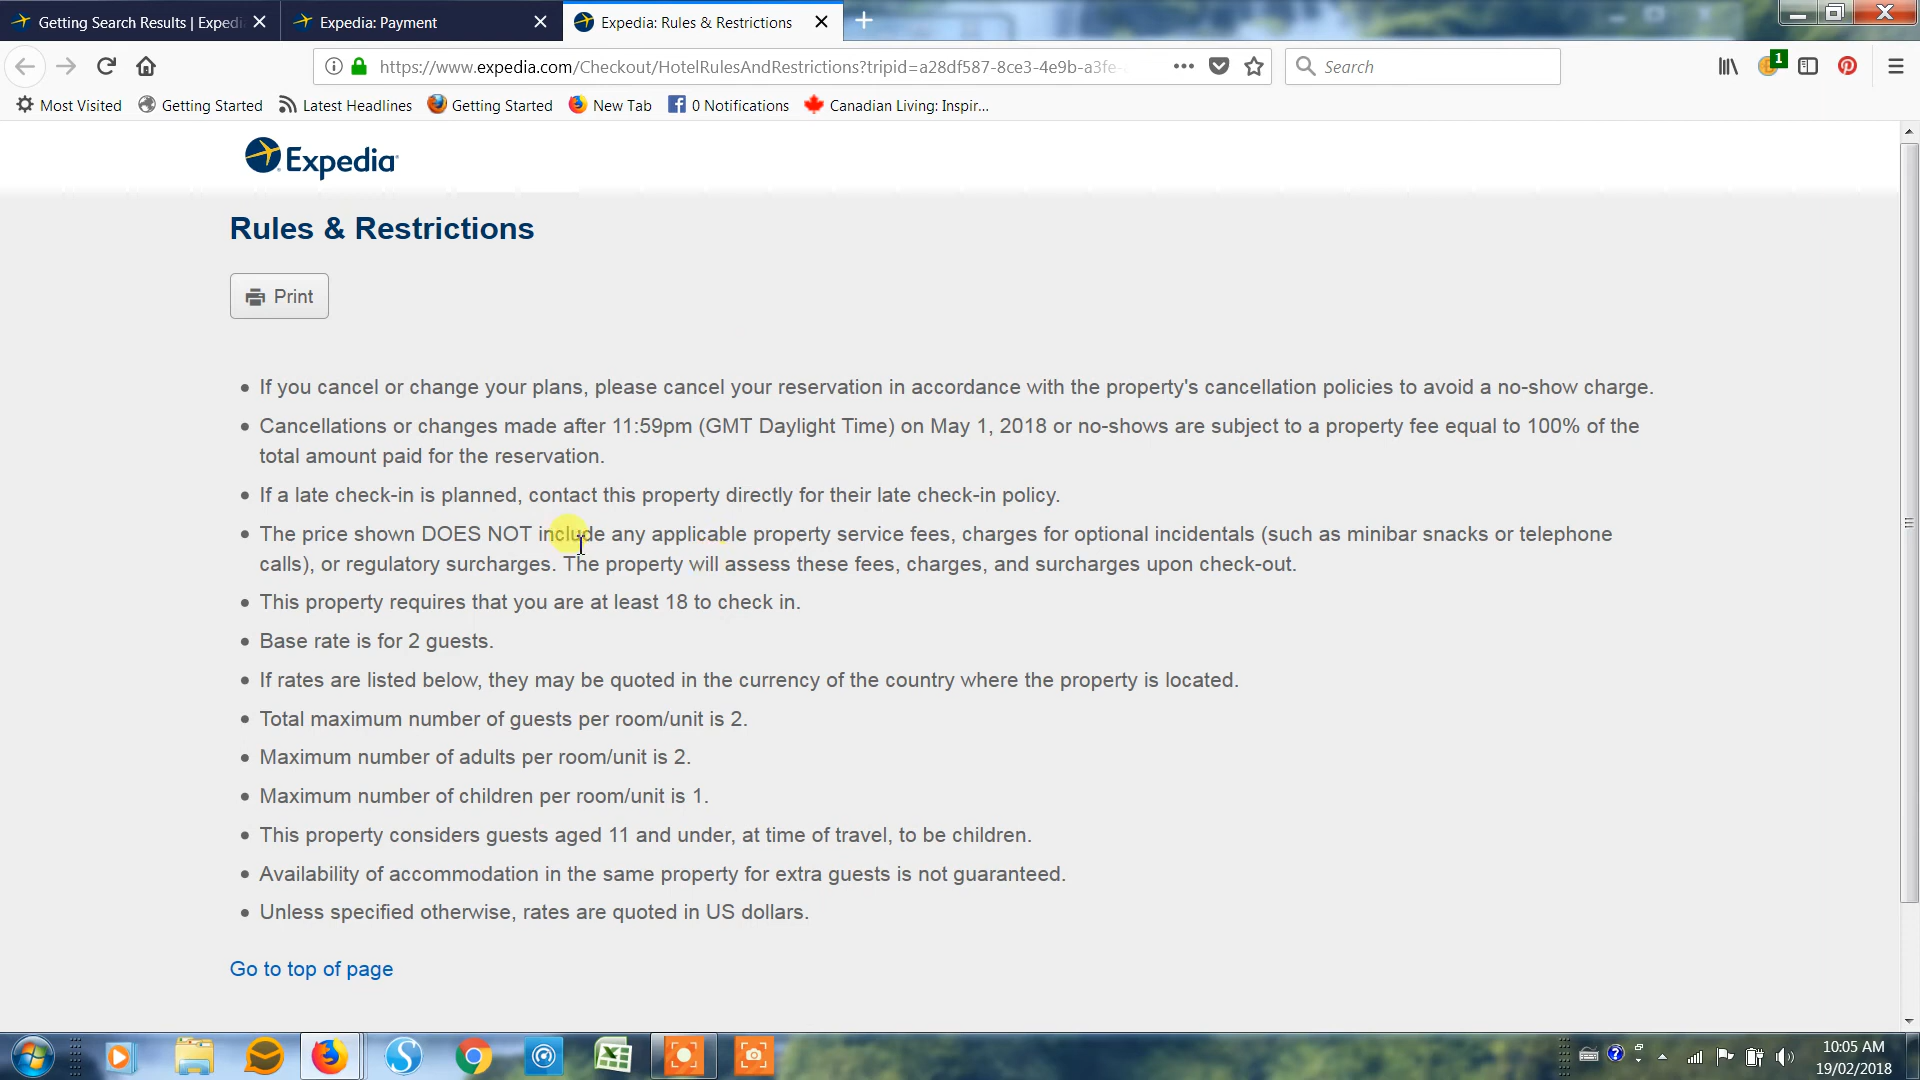 Getting Search Results | Expedi
Expedia: Payment
Expedia: Rules & Restrictions
https://www.expedia.com/Checkout/HotelRulesAndRestrictions?tripid=a28df587-8ce3-4e9b-a3fe-
Search
1
Most Visited
Getting Started
Latest Headlines
Getting Started
New Tab
0 Notifications
Canadian Living: Inspir...
Expedia
Rules & Restrictions
Print
If you cancel or change your plans, please cancel your reservation in accordance with the property's cancellation policies to avoid a no-show charge.
Cancellations or changes made after 11:59pm (GMT Daylight Time) on May 1, 2018 or no-shows are subject to a property fee equal to 100% of the
total amount paid for the reservation.
If a late check-in is planned, contact this property directly for their late check-in policy.
The price shown DOES NOT include any applicable property service fees, charges for optional incidentals (such as minibar snacks or telephone
calls), or regulatory surcharges. The property will assess these fees, charges, and surcharges upon check-out.
This property requires that you are at least 18 to check in.
Base rate is for 2 guests.
If rates are listed below, they may be quoted in the currency of the country where the property is located.
Total maximum number of guests per room/unit is 2.
Maximum number of adults per room/unit is 2.
Maximum number of children per room/unit is 1.
This property considers guests aged 11 and under, at time of travel, to be children.
Availability of accommodation in the same property for extra guests is not guaranteed.
Unless specified otherwise, rates are quoted in US dollars.
Go to top of page
10:05 AM
19/02/2018